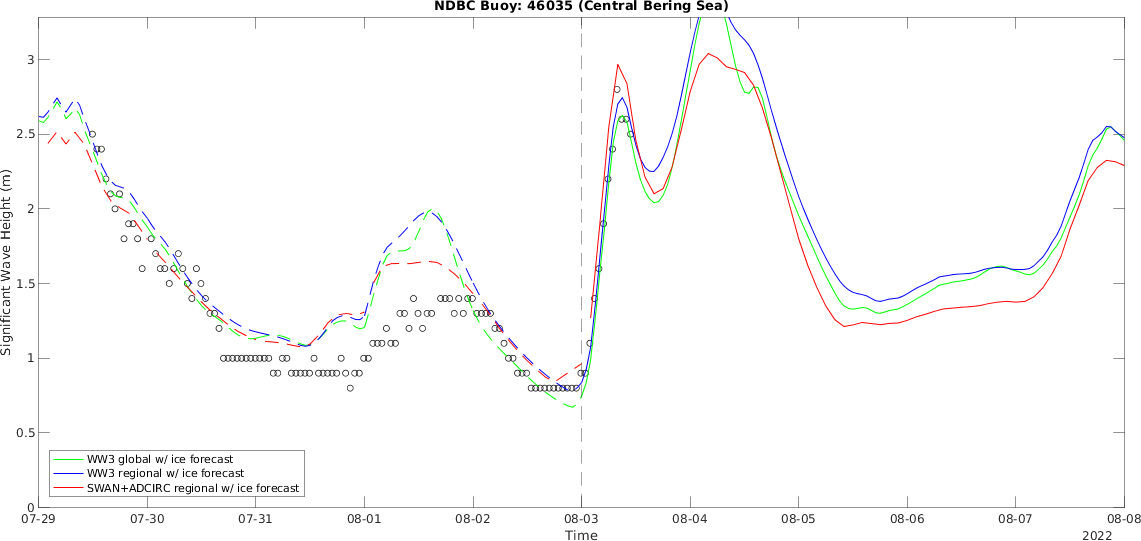 NDBC Buoy: 46035 (Central Bering Sea)
Significant Wave Height (m)
3
2.5
2
1.5
1
0.5
0
WW3 global w/ ice forecast
WW3 regional w/ ice forecast
SWAN+ADCIRC regional w/ ice forecast
07-29 07-30 07-31 08-01 08-02 08-03 08-04 08-05 08-06 08-07 08-08
Time
2022